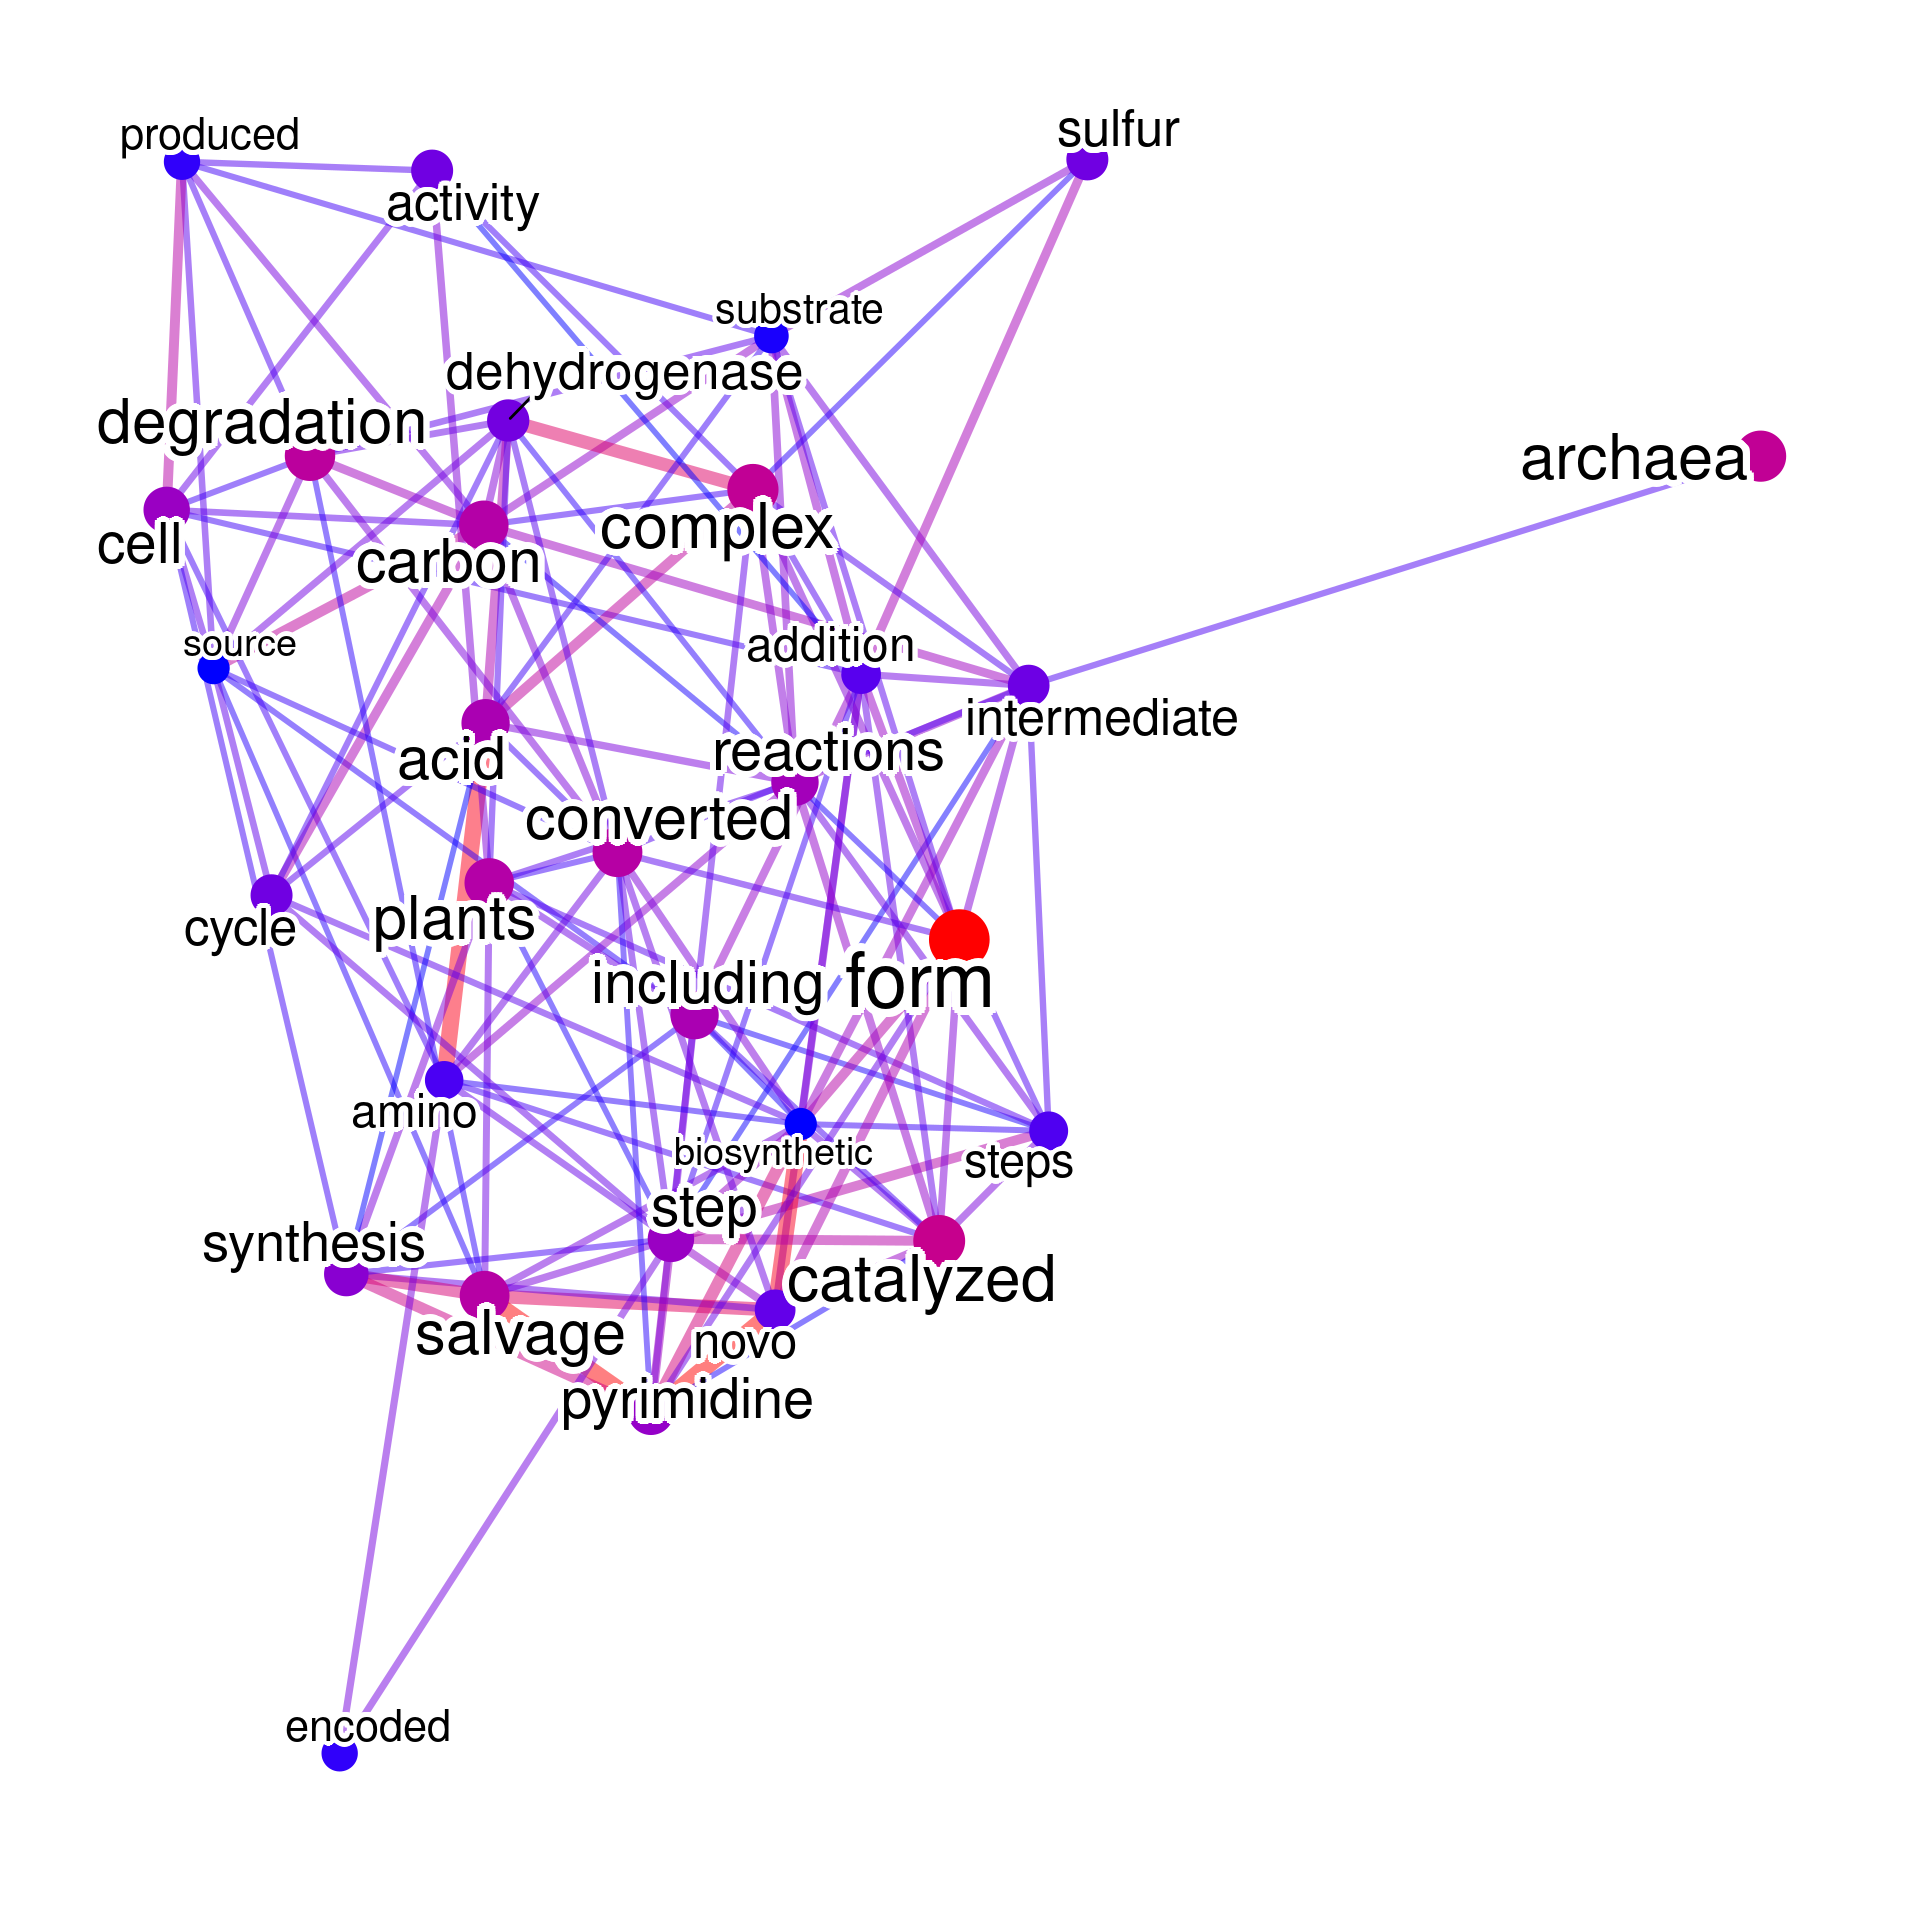 produced
sulfur
activity
substrate
dehydrogenase
degradation
archaea
complex
cell
carbon
source
addition
intermediate
reactions
acid
converted
plants
cycle
including
form
amino
biosynthetic
steps
step
synthesis
catalyzed
salvage
novo
pyrimidine
encoded